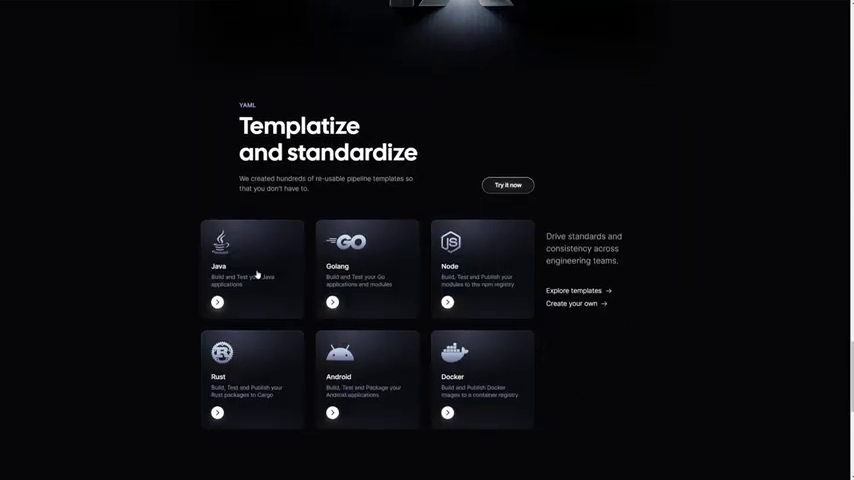 YAML
Templatize
and standardize
We created hundreds of re-usable pipeline templates so
that you don't have to.
Try it now
Java
Build and Test your Java
applications
GO
Golang
Build and Test your Go
applications and modules
JS
Node
Build, Test and Publish your
modules to the npm registry
Drive standards and
consistency across
engineering teams.
Explore templates →
Create your own →
R
Rust
Build, Test and Publish your
Rust packages to Cargo
Android
Build, Test and Package your
Android applications
Docker
Build and Publish Docker
images to a container registry